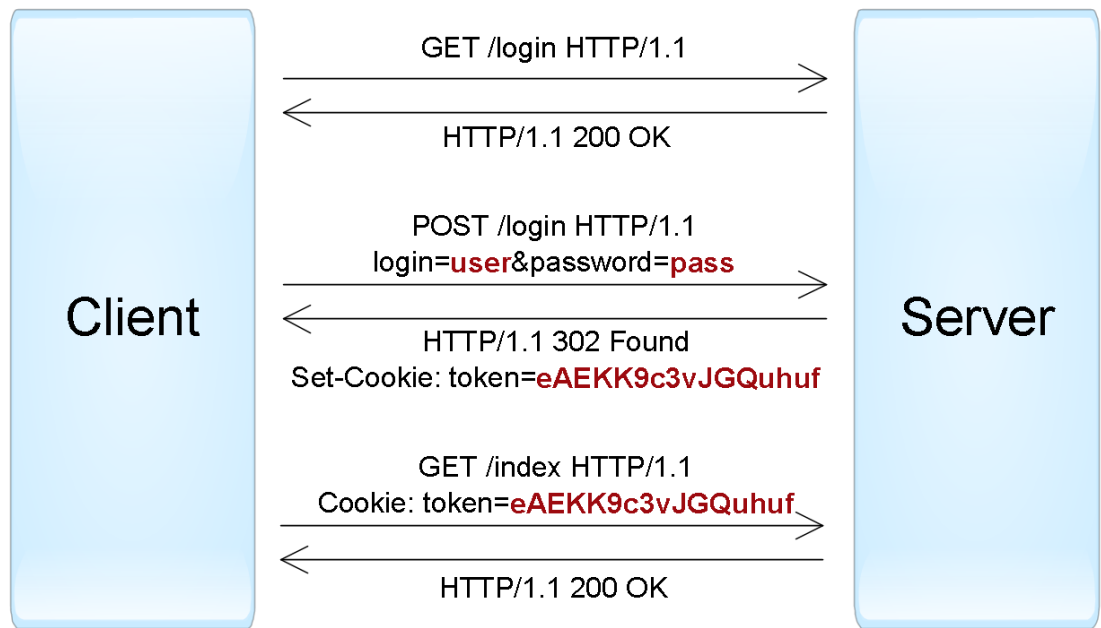 GET /login HTTP/1.1
HTTP/1.1 200 OK
POST /login HTTP/1.1
login=user&password=pass
Client
Server
HTTP/1.1 302 Found
Set-Cookie: token=eAEKK9c3vJGQuhuf
GET /index HTTP/1.1
Cookie: token=eAEKK9c3vJGQuhuf
HTTP/1.1 200 OK